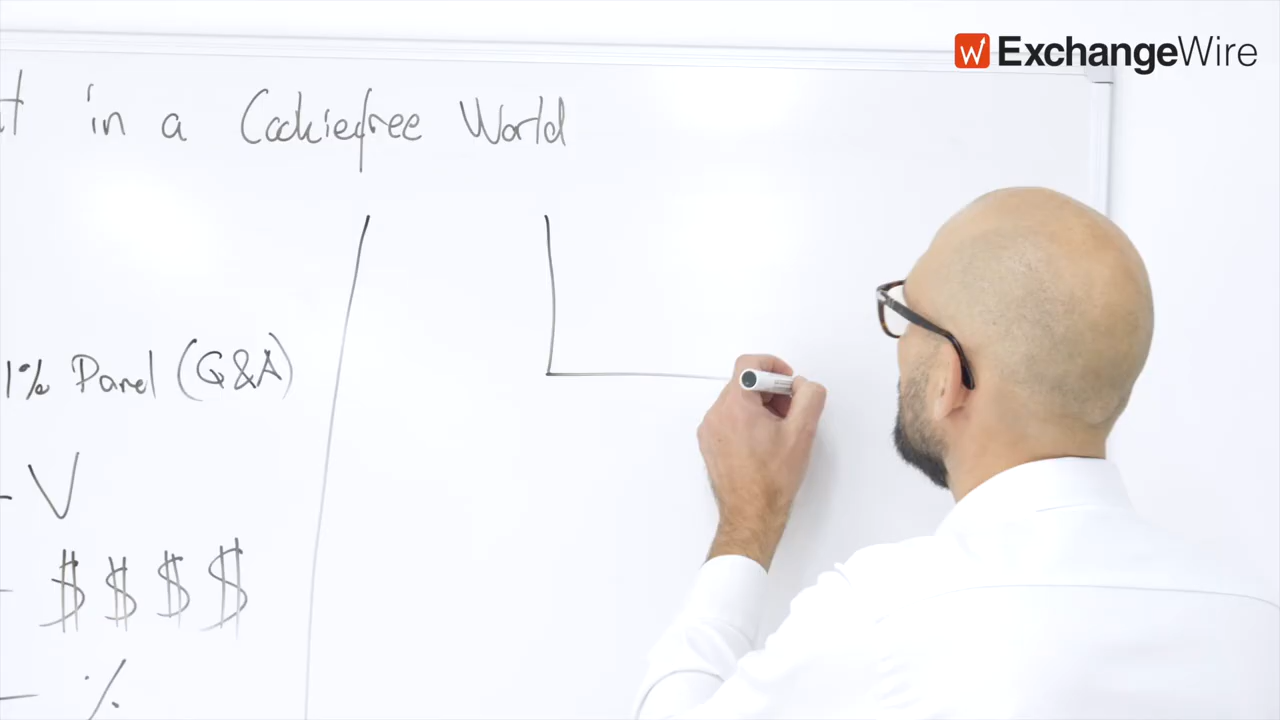 ExchangeWire
in a Cookiefree World
1% Panel (G&A)
- V
- $ $ $ $
- %